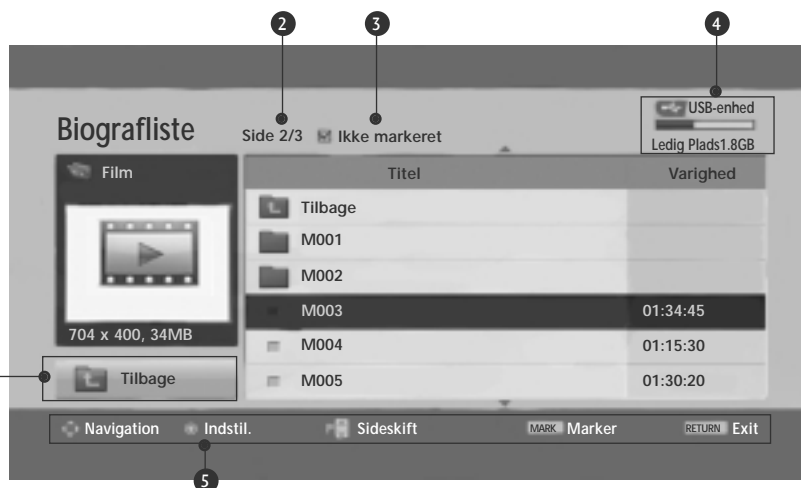 2 3 4
USB-enhed
Biografliste Side 2/3 Ikke markeret
Ledig Plads1.8GB
Film Titel Varighed
Tilbage
M001
M002
M003 01:34:45
704 x 400, 34MB
M004 01:15:30
Tilbage M005 01:30:20
Navigation Indstil. P Sideskift MARK Marker RETURN Exit
5